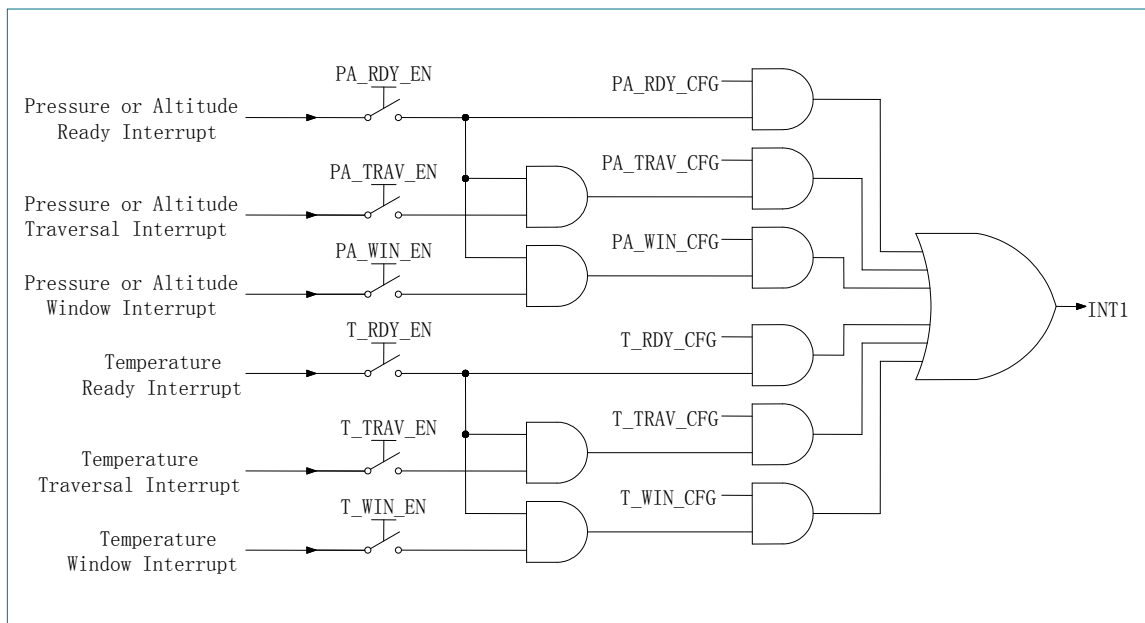 PA_RDY_EN
PA_RDY_CFG
Pressure or Altitude
Ready Interrupt
PA_TRAV_EN
PA_TRAV_CFG
Pressure or Altitude
Traversal Interrupt
PA_WIN_EN
PA_WIN_CFG
Pressure or Altitude
Window Interrupt
INT1
T_RDY_EN
T_RDY_CFG
Temperature
Ready Interrupt
T_TRAV_EN
T_TRAV_CFG
Temperature
Traversal Interrupt
T_WIN_EN
T_WIN_CFG
Temperature
Window Interrupt